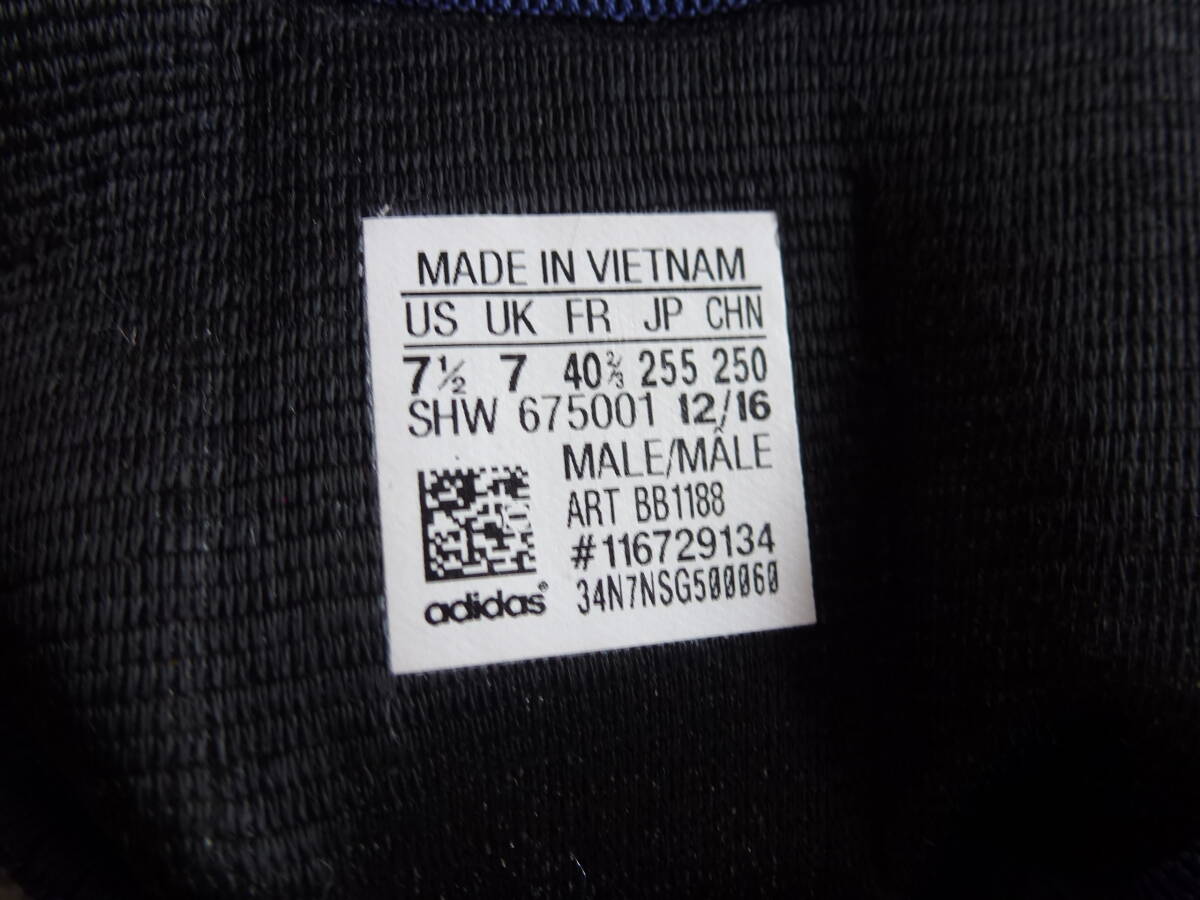 MADE IN VIETNAM
US UK FR JP CHN
7½ 7 40⅔ 255 250
SHW 675001 12/16
MALE/MÂLE
ART BB1188
#116729134
adidas® 34N7NSG500060